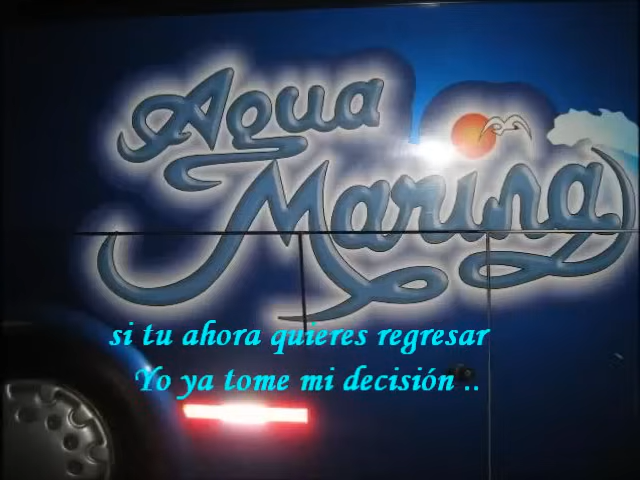 Agua
Marina
si tu ahora quieres regresar
Yo ya tome mi decisión ..